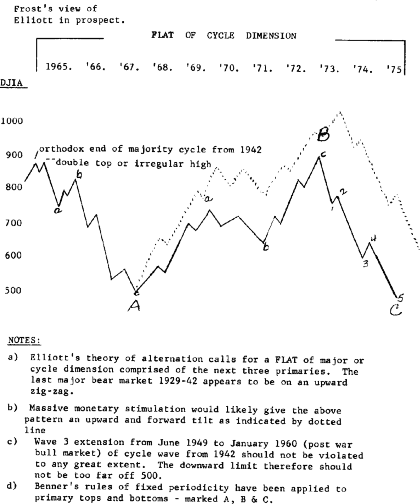 Frost's view of
Elliott in prospect.
FLAT OF CYCLE DIMENSION
1965. '66. '67. '68. '69. '70. '71. '72. '73. '74. '75
DJIA
1000
B
c
orthodox end of majority cycle from 1942
900
double top or irregular high
b
800
a
a
2
1
700
b
4
3
600
500
c
5
A
C
NOTES:
a) Elliott's theory of alternation calls for a FLAT of major or
cycle dimension comprised of the next three primaries. The
last major bear market 1929-42 appears to be on an upward
zig-zag.
b) Massive monetary stimulation would likely give the above
pattern an upward and forward tilt as indicated by dotted
line
c) Wave 3 extension from June 1949 to January 1960 (post war
bull market) of cycle wave from 1942 should not be violated
to any great extent. The downward limit therefore should
not be too far off 500.
d) Benner's rules of fixed periodicity have been applied to
primary tops and bottoms - marked A, B & C.